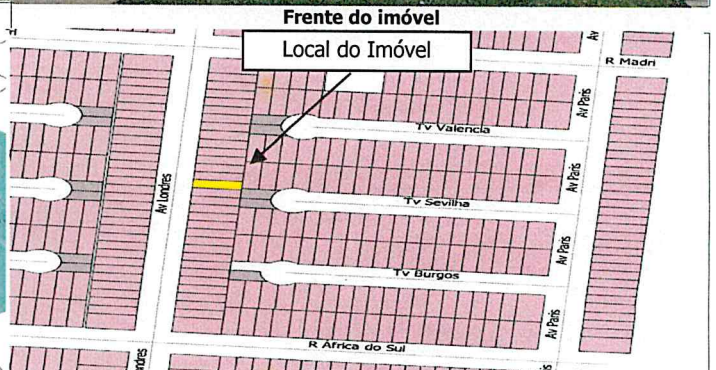 Frente do imóvel
Local do Imóvel
R Madri
Av Paris
Tv Valencia
Av Paris
Tv Sevilha
Av Londres
Av Paris
Tv Burgos
Av Paris
R África do Sul